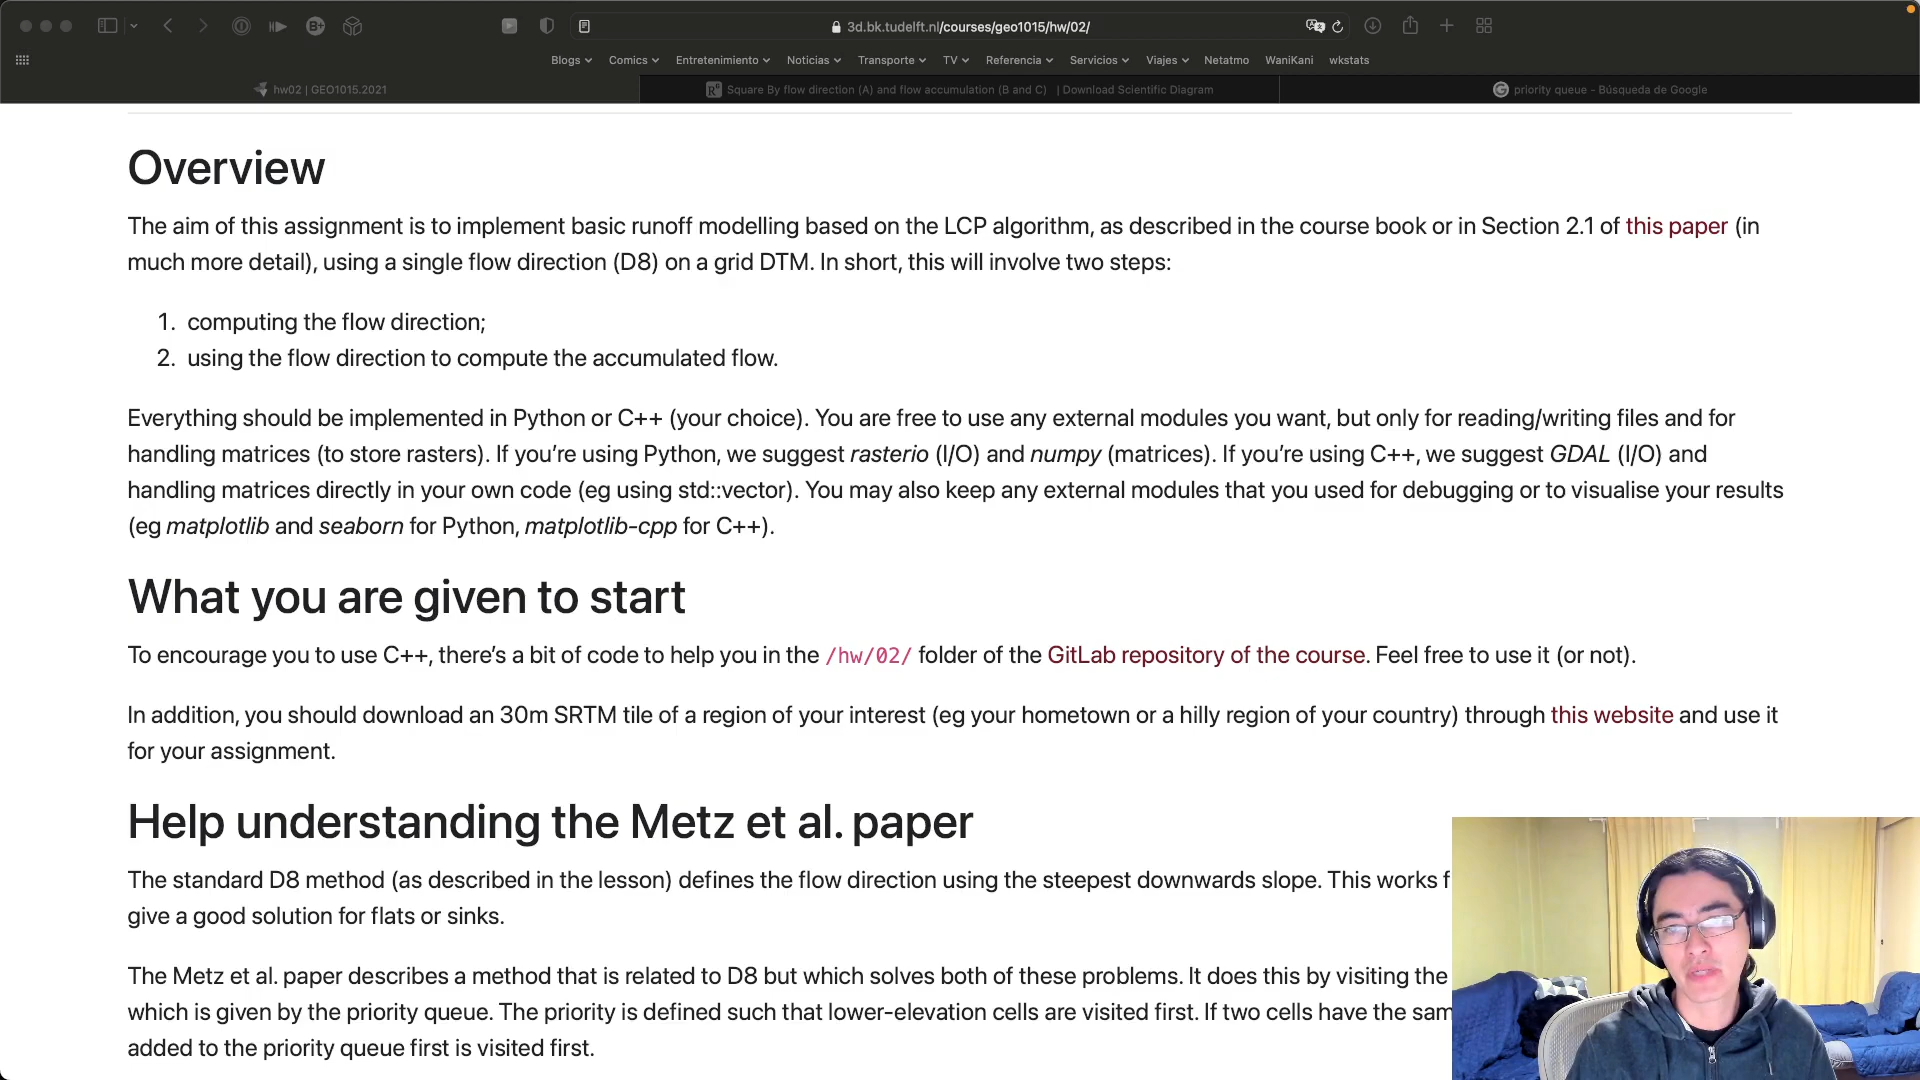 3d.bk.tudelft.nl/courses/geo1015/hw/02/
Blogs Comics Entretenimiento Noticias Transporte TV Referencia Servicios Viajes Netatmo WaniKani wkstats
hw02 | GEO1015.2021 Square By flow direction (A) and flow accumulation (B and C) | Download Scientific Diagram priority queue - Búsqueda de Google
Overview
The aim of this assignment is to implement basic runoff modelling based on the LCP algorithm, as described in the course book or in Section 2.1 of this paper (in
much more detail), using a single flow direction (D8) on a grid DTM. In short, this will involve two steps:
1. computing the flow direction;
2. using the flow direction to compute the accumulated flow.
Everything should be implemented in Python or C++ (your choice). You are free to use any external modules you want, but only for reading/writing files and for
handling matrices (to store rasters). If you’re using Python, we suggest rasterio (I/O) and numpy (matrices). If you’re using C++, we suggest GDAL (I/O) and
handling matrices directly in your own code (eg using std::vector). You may also keep any external modules that you used for debugging or to visualise your results
(eg matplotlib and seaborn for Python, matplotlib-cpp for C++).
What you are given to start
To encourage you to use C++, there’s a bit of code to help you in the /hw/02/ folder of the GitLab repository of the course. Feel free to use it (or not).
In addition, you should download an 30m SRTM tile of a region of your interest (eg your hometown or a hilly region of your country) through this website and use it
for your assignment.
Help understanding the Metz et al. paper
The standard D8 method (as described in the lesson) defines the flow direction using the steepest downwards slope. This works f
give a good solution for flats or sinks.
The Metz et al. paper describes a method that is related to D8 but which solves both of these problems. It does this by visiting the
which is given by the priority queue. The priority is defined such that lower-elevation cells are visited first. If two cells have the sam
added to the priority queue first is visited first.